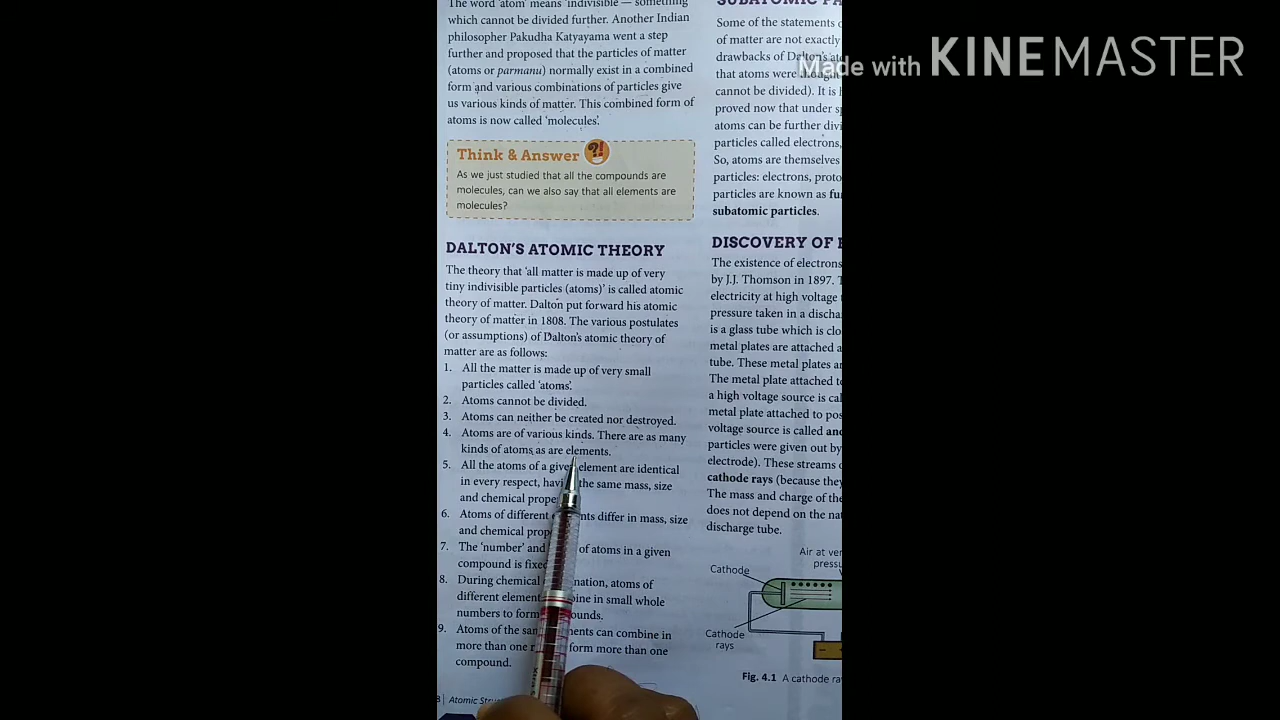 Made with KINEMASTER
The word 'atom' means 'indivisible — something
which cannot be divided further. Another Indian
philosopher Pakudha Katyayama went a step
further and proposed that the particles of matter
(atoms or parmanu) normally exist in a combined
form and various combinations of particles give
us various kinds of matter. This combined form of
atoms is now called 'molecules'.
Think & Answer ?!
As we just studied that all the compounds are
molecules, can we also say that all elements are
molecules?
DALTON'S ATOMIC THEORY
The theory that 'all matter is made up of very
tiny indivisible particles (atoms)' is called atomic
theory of matter. Dalton put forward his atomic
theory of matter in 1808. The various postulates
(or assumptions) of Dalton's atomic theory of
matter are as follows:
1. All the matter is made up of very small
particles called 'atoms'.
2. Atoms cannot be divided.
3. Atoms can neither be created nor destroyed.
4. Atoms are of various kinds. There are as many
kinds of atoms as are elements.
5. All the atoms of a given element are identical
in every respect, having the same mass, size
and chemical
6. Atoms of different differ in mass, size
and chemical
7. The 'number' and of atoms in a given
compound is fixed
8. During chemical atoms of
different in small whole
numbers to form
9. Atoms of the can combine in
more than one form more than one
compound.
Atomic
SUBATOMIC
Some of the statements
of matter are not exactly
drawbacks of Dalton's
that atoms were thought
cannot be divided). It is
proved now that under
atoms can be further
particles called electrons,
So, atoms are themselves
particles: electrons,
particles are known as
subatomic particles.
DISCOVERY OF
The existence of electrons
by J.J. Thomson in 1897.
electricity at high voltage
pressure taken in a
is a glass tube which is
metal plates are attached
tube. These metal plates
The metal plate attached
a high voltage source is
metal plate attached to
voltage source is called
particles were given out by
electrode). These streams
cathode rays (because they
The mass and charge of
does not depend on the
discharge tube.
Air at
Cathode
Cathode
rays
Fig. 4.1 A cathode